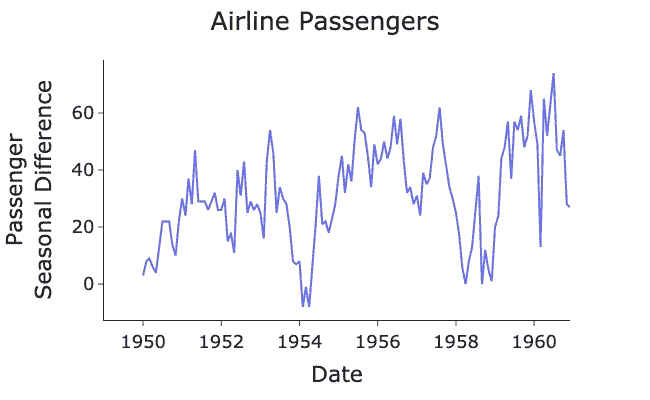 Airline Passengers
Passenger
Seasonal Difference
60
40
20
0
1950 1952 1954 1956 1958 1960
Date